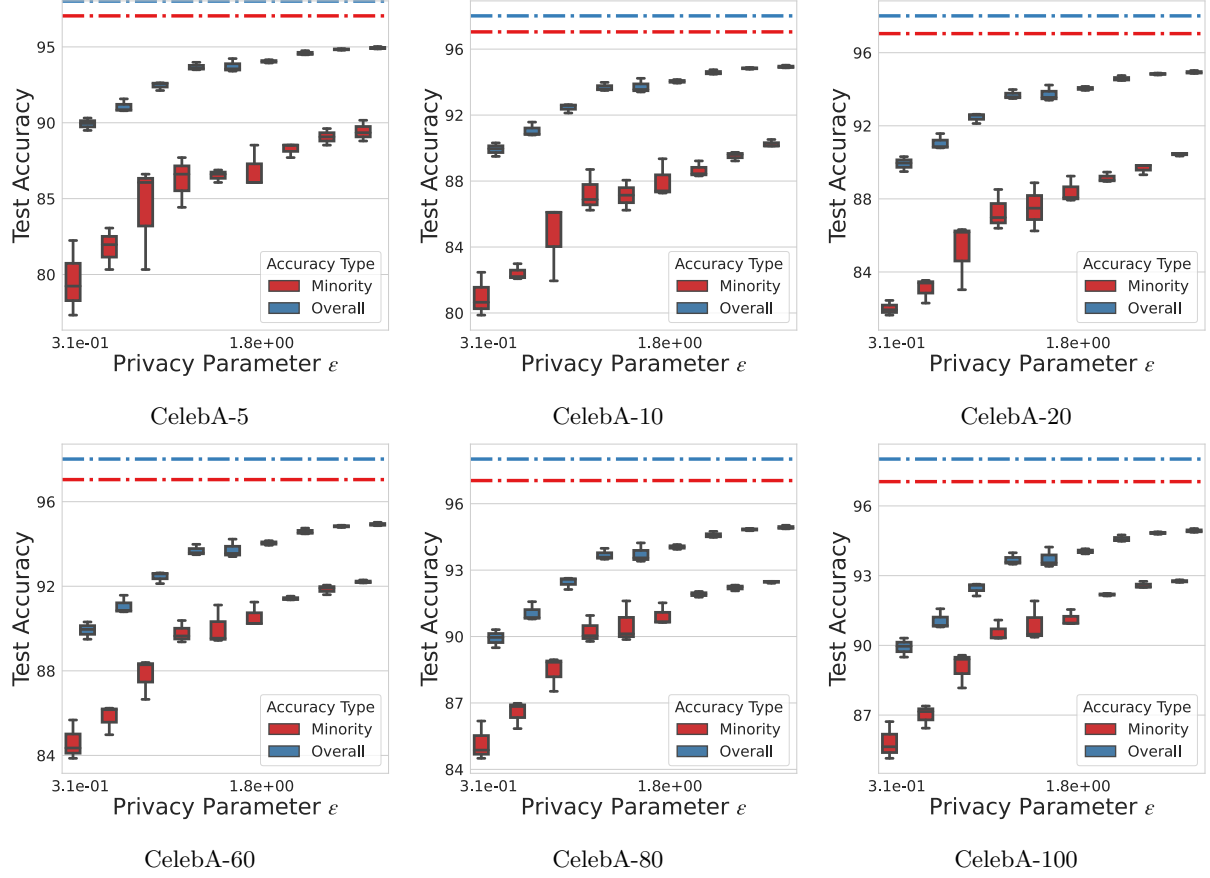 Test Accuracy
95
90
85
80
Accuracy Type
Minority
Overall
3.1e-01 1.8e+00
Privacy Parameter ε
CelebA-5
Test Accuracy
96
92
88
84
80
Accuracy Type
Minority
Overall
3.1e-01 1.8e+00
Privacy Parameter ε
CelebA-10
Test Accuracy
96
92
88
84
Accuracy Type
Minority
Overall
3.1e-01 1.8e+00
Privacy Parameter ε
CelebA-20
Test Accuracy
96
92
88
84
Accuracy Type
Minority
Overall
3.1e-01 1.8e+00
Privacy Parameter ε
CelebA-60
Test Accuracy
96
93
90
87
84
Accuracy Type
Minority
Overall
3.1e-01 1.8e+00
Privacy Parameter ε
CelebA-80
Test Accuracy
96
93
90
87
Accuracy Type
Minority
Overall
3.1e-01 1.8e+00
Privacy Parameter ε
CelebA-100